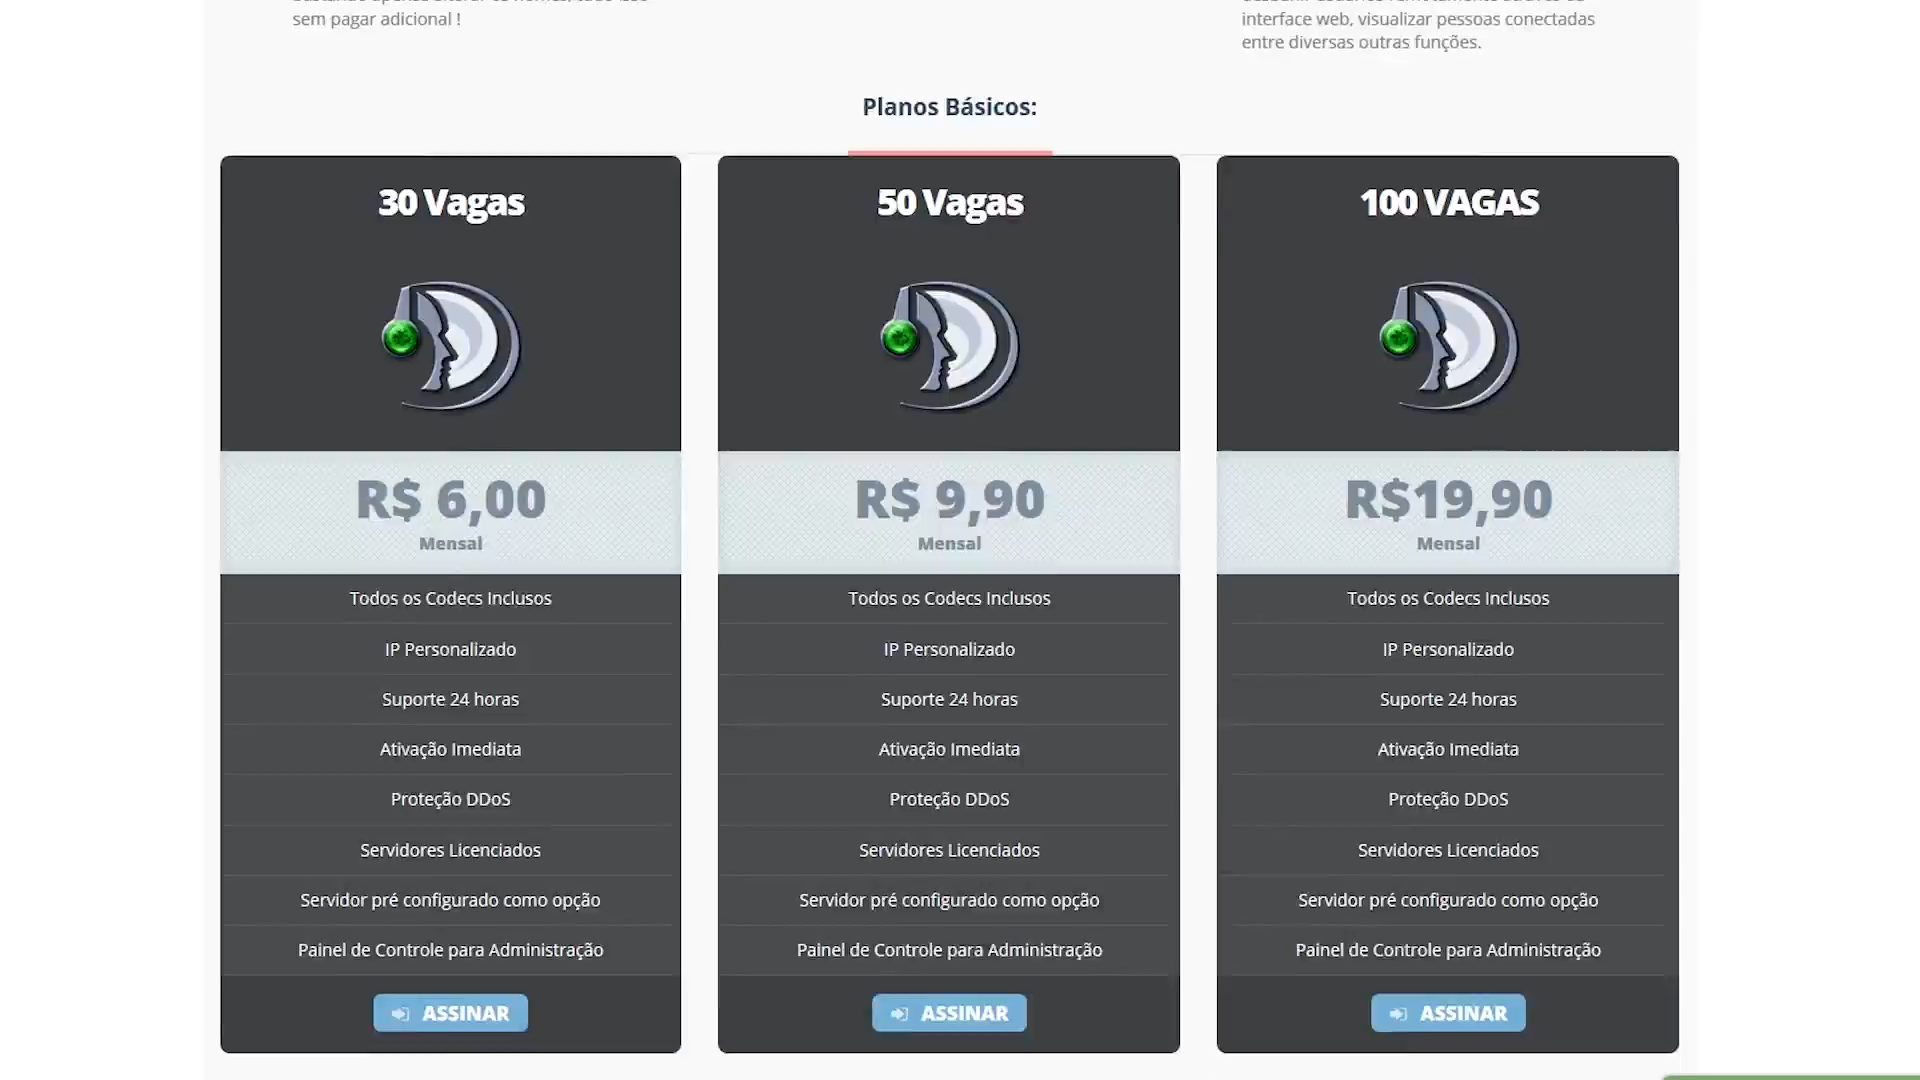 sem pagar adicional !
interface web, visualizar pessoas conectadas
entre diversas outras funções.
Planos Básicos:
30 Vagas
R$ 6,00
Mensal
Todos os Codecs Inclusos
IP Personalizado
Suporte 24 horas
Ativação Imediata
Proteção DDoS
Servidores Licenciados
Servidor pré configurado como opção
Painel de Controle para Administração
ASSINAR
50 Vagas
R$ 9,90
Mensal
Todos os Codecs Inclusos
IP Personalizado
Suporte 24 horas
Ativação Imediata
Proteção DDoS
Servidores Licenciados
Servidor pré configurado como opção
Painel de Controle para Administração
ASSINAR
100 VAGAS
R$19,90
Mensal
Todos os Codecs Inclusos
IP Personalizado
Suporte 24 horas
Ativação Imediata
Proteção DDoS
Servidores Licenciados
Servidor pré configurado como opção
Painel de Controle para Administração
ASSINAR